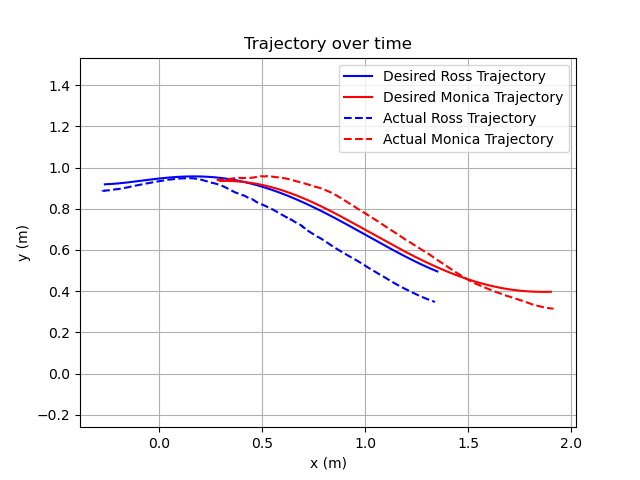 Trajectory over time
Desired Ross Trajectory
Desired Monica Trajectory
Actual Ross Trajectory
Actual Monica Trajectory
y (m)
1.4
1.2
1.0
0.8
0.6
0.4
0.2
0.0
−0.2
0.0 0.5 1.0 1.5 2.0
x (m)